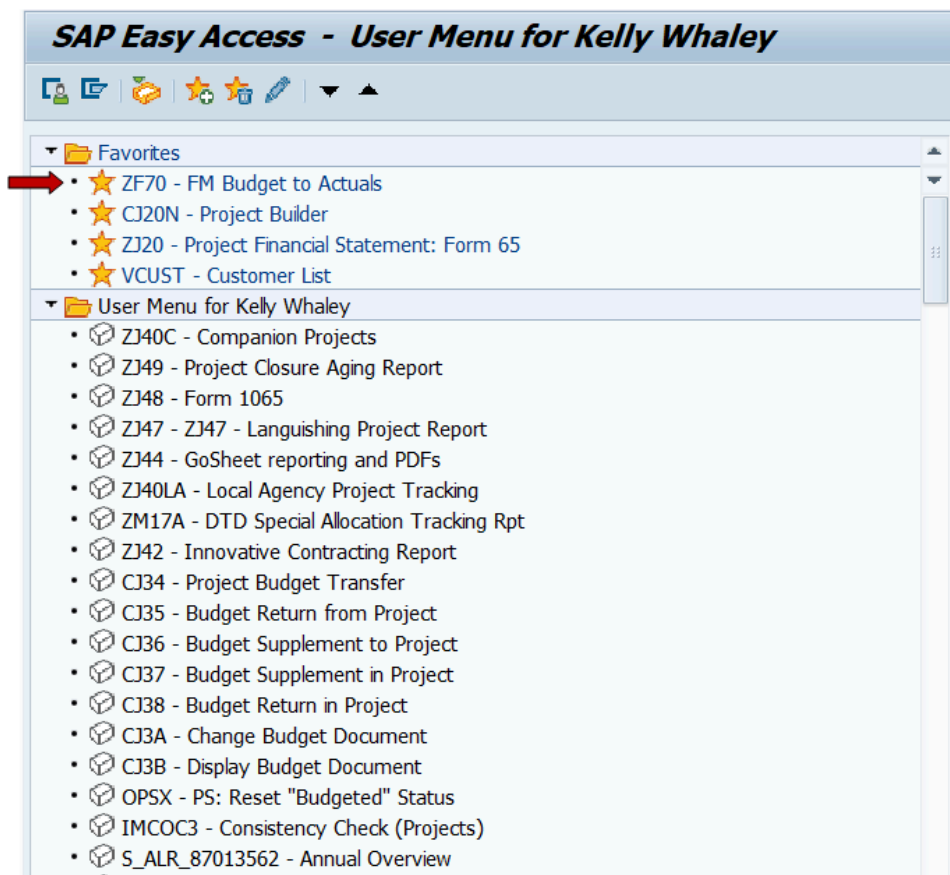 SAP Easy Access - User Menu for Kelly Whaley
Favorites
ZF70 - FM Budget to Actuals
CJ20N - Project Builder
ZJ20 - Project Financial Statement: Form 65
VCUST - Customer List
User Menu for Kelly Whaley
ZJ40C - Companion Projects
ZJ49 - Project Closure Aging Report
ZJ48 - Form 1065
ZJ47 - ZJ47 - Languishing Project Report
ZJ44 - GoSheet reporting and PDFs
ZJ40LA - Local Agency Project Tracking
ZM17A - DTD Special Allocation Tracking Rpt
ZJ42 - Innovative Contracting Report
CJ34 - Project Budget Transfer
CJ35 - Budget Return from Project
CJ36 - Budget Supplement to Project
CJ37 - Budget Supplement in Project
CJ38 - Budget Return in Project
CJ3A - Change Budget Document
CJ3B - Display Budget Document
OPSX - PS: Reset "Budgeted" Status
IMCOC3 - Consistency Check (Projects)
S_ALR_87013562 - Annual Overview